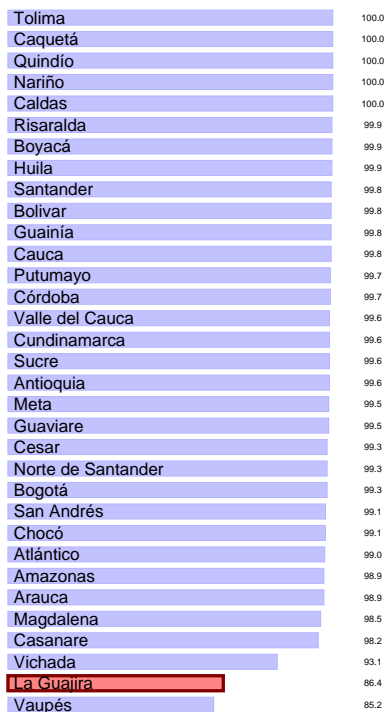 Tolima 100.0
Caquetá 100.0
Quindío 100.0
Nariño 100.0
Caldas 100.0
Risaralda 99.9
Boyacá 99.9
Huila 99.9
Santander 99.8
Bolivar 99.8
Guainía 99.8
Cauca 99.8
Putumayo 99.7
Córdoba 99.7
Valle del Cauca 99.6
Cundinamarca 99.6
Sucre 99.6
Antioquia 99.6
Meta 99.5
Guaviare 99.5
Cesar 99.3
Norte de Santander 99.3
Bogotá 99.3
San Andrés 99.1
Chocó 99.1
Atlántico 99.0
Amazonas 98.9
Arauca 98.9
Magdalena 98.5
Casanare 98.2
Vichada 93.1
La Guajira 86.4
Vaupés 85.2